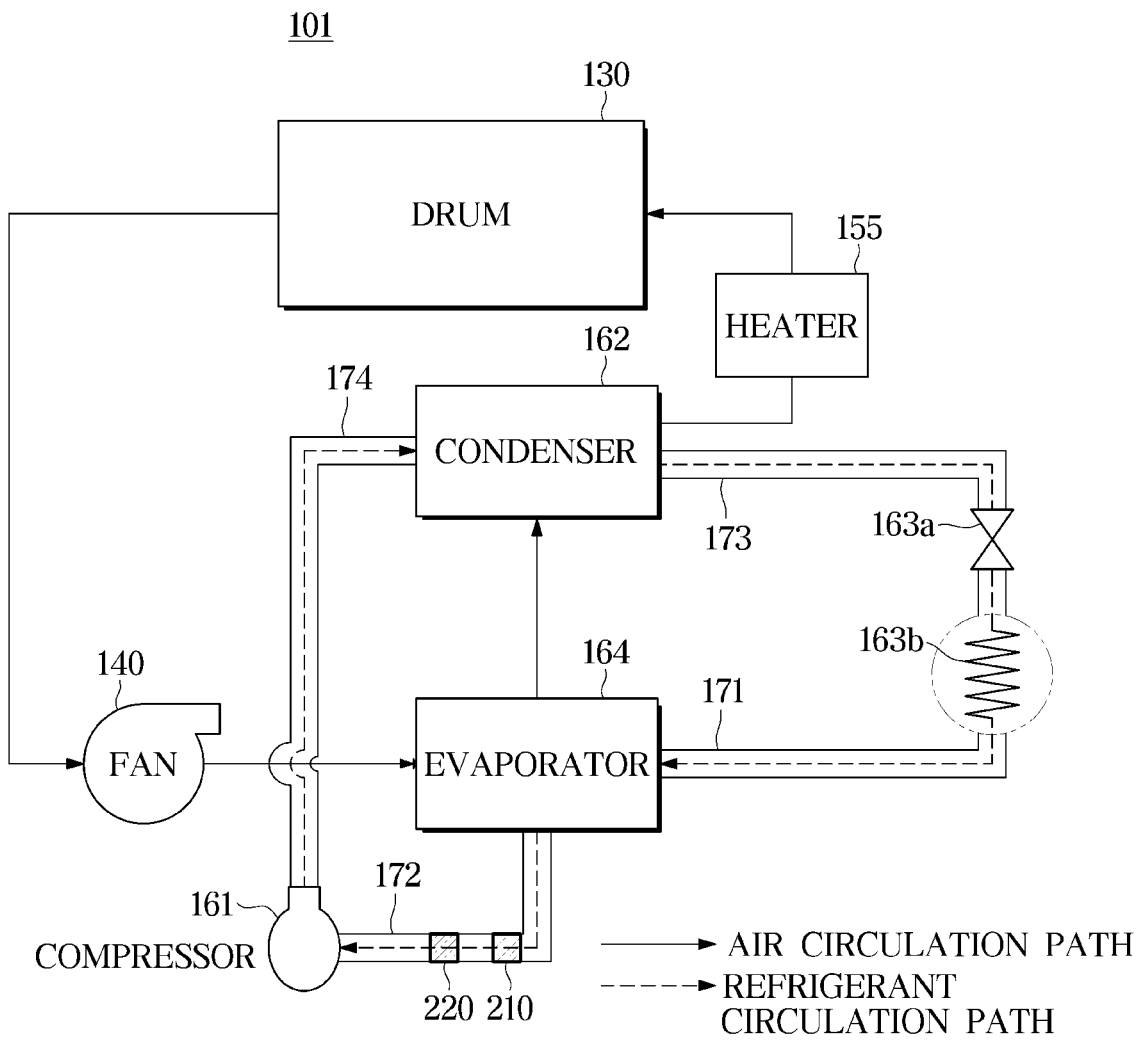 101
130
DRUM
155
HEATER
162
174
CONDENSER
173
163a
163b
140
164
171
FAN
EVAPORATOR
172
161
COMPRESSOR
220
210
AIR CIRCULATION PATH
REFRIGERANT
CIRCULATION PATH